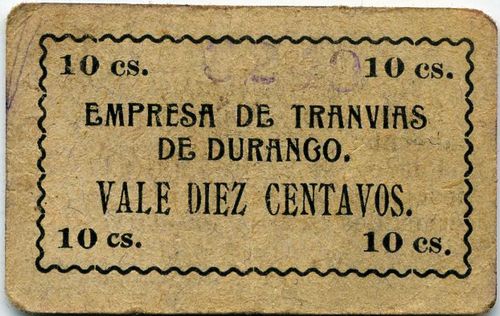 10 cs. 10 cs.
EMPRESA DE TRANVIAS
DE DURANGO.
VALE DIEZ CENTAVOS.
10 cs. 10 cs.